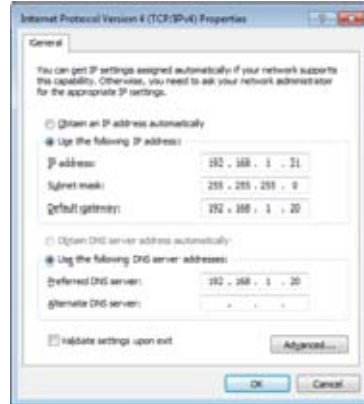 Internet Protocol Version 4 (TCP/IPv4) Properties
General
You can get IP settings assigned automatically if your network supports
this capability. Otherwise, you need to ask your network administrator
for the appropriate IP settings.
Obtain an IP address automatically
Use the following IP address:
IP address: 192 . 168 . 1 . 21
Subnet mask: 255 . 255 . 255 . 0
Default gateway: 192 . 168 . 1 . 20
Obtain DNS server address automatically
Use the following DNS server addresses:
Preferred DNS server: 192 . 168 . 1 . 20
Alternate DNS server: . . .
Validate settings upon exit
Advanced...
OK Cancel